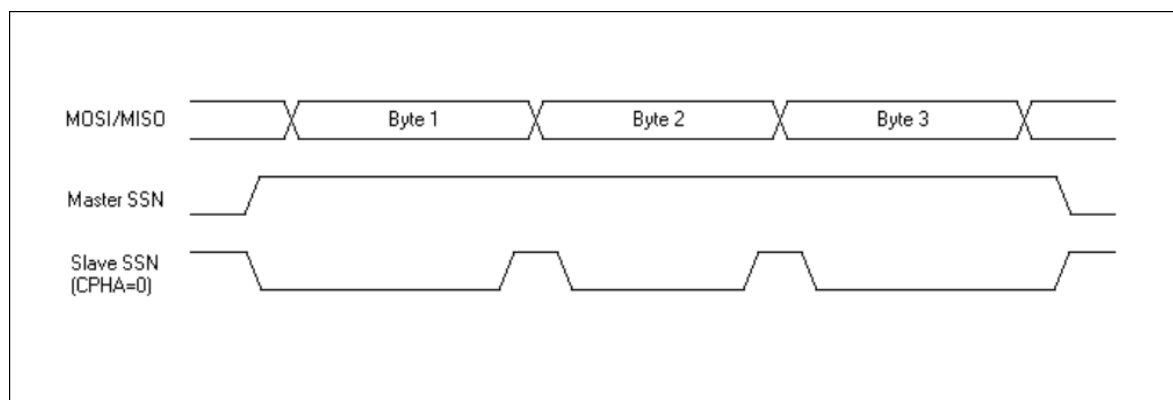 MOSI/MISO
Byte 1
Byte 2
Byte 3
Master SSN
Slave SSN
(CPHA=0)